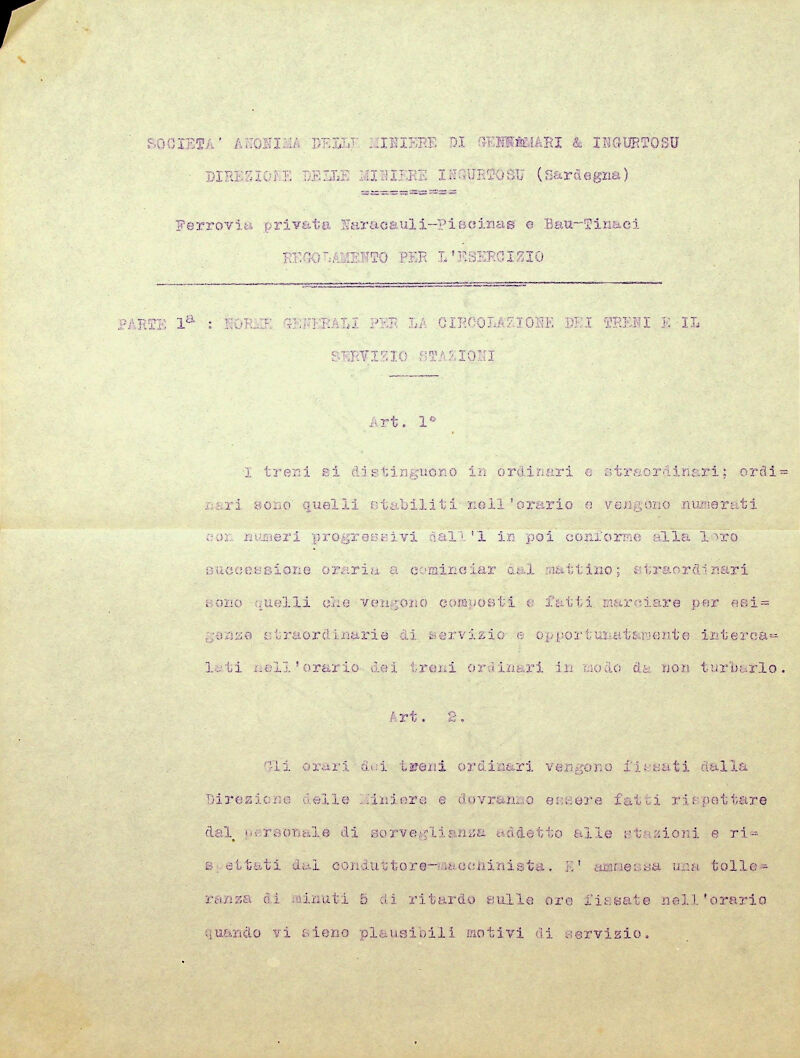 SOCIETA' ANONIMA DELLE MINIERE DI GENNAMARI & INGURTOSU
DIREZIONE DELLE MINIERE INGURTOSU (Sardegna)
Ferrovia privata Naracauli-Piscinas e Bau-Tinaci
REGOLAMENTO PER L'ESERCIZIO
PARTE 1ª : NORME GENERALI PER LA CIRCOLAZIONE DEI TRENI E IL
SERVIZIO STAZIONI
Art. 1°
I treni si distinguono in ordinari e straordinari; ordi=
nari sono quelli stabiliti nell'orario e vengono numerati
con numeri progressivi dall'1 in poi conforme alla loro
successione oraria a cominciar dal mattino; straordinari
sono quelli che vengono composti e fatti marciare per esi=
genze straordinarie di servizio e opportunatamente interca=
lati nell'orario dei treni ordinari in modo da non turbarlo.
Art. 2.
Gli orari dei treni ordinari vengono fissati dalla
Direzione delle Miniere e dovranno essere fatti rispettare
dal personale di sorveglianza addetto alle stazioni e ri=
spettati dal conduttore-macchinista. E' ammessa una tolle=
ranza di minuti 5 di ritardo sulle ore fissate nell'orario
quando vi sieno plausibili motivi di servizio.